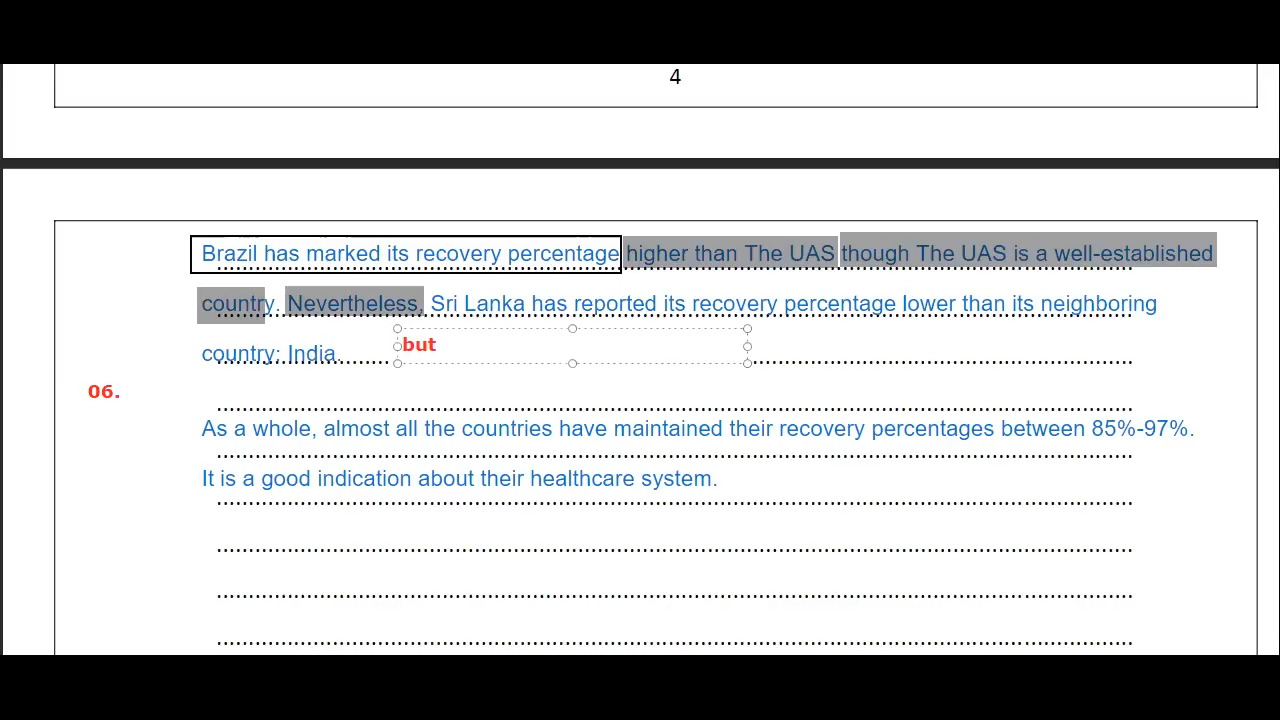 4
Brazil has marked its recovery percentage higher than The UAS though The UAS is a well-established
country. Nevertheless, Sri Lanka has reported its recovery percentage lower than its neighboring
but
country: India.
06.
As a whole, almost all the countries have maintained their recovery percentages between 85%-97%.
It is a good indication about their healthcare system.